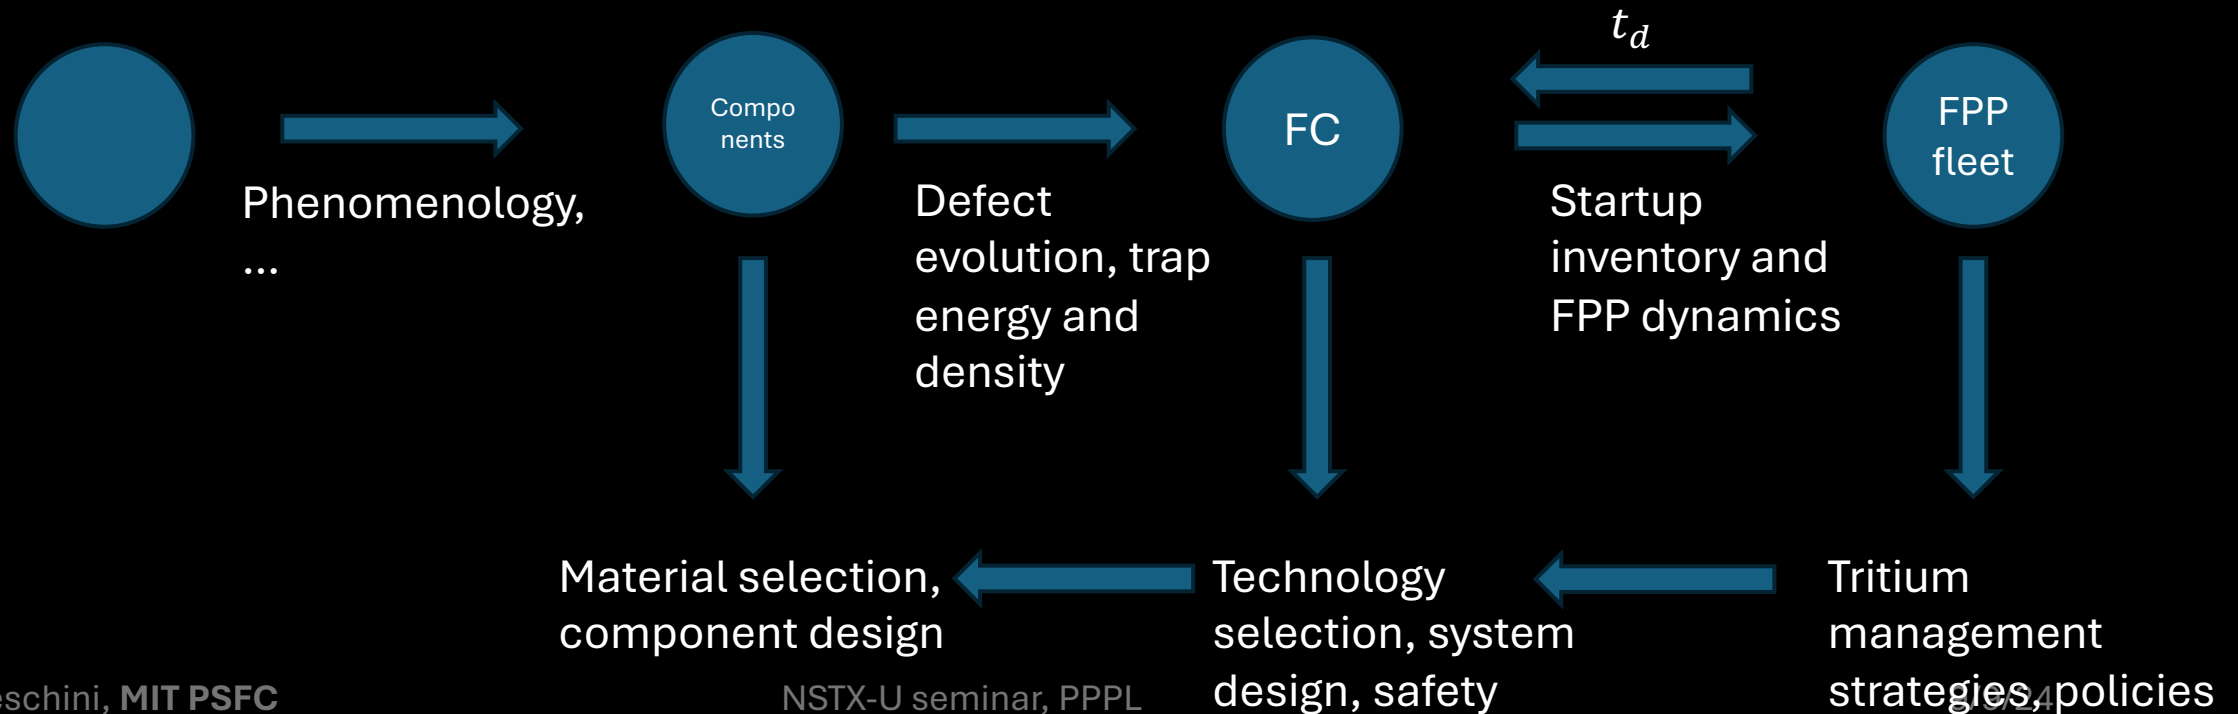 t_d
Compo
nents
FC
FPP
fleet
Phenomenology,
...
Defect
evolution, trap
energy and
density
Startup
inventory and
FPP dynamics
Material selection,
component design
Technology
selection, system
design, safety
Tritium
management
strategies, policies
eschini, MIT PSFC
NSTX-U seminar, PPPL